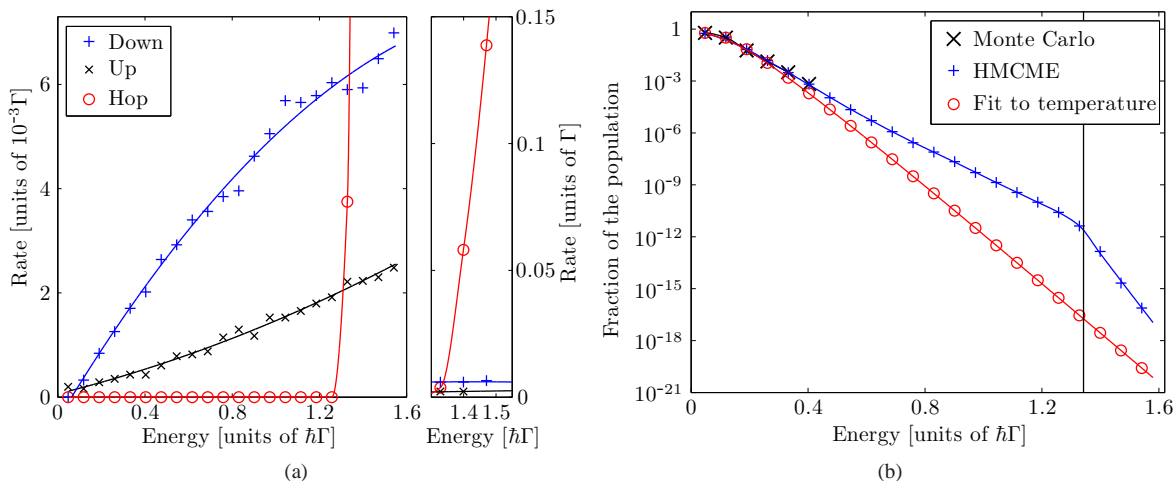 Down
Up
Hop
Rate [units of 10⁻³Γ]
6
4
2
0
0 0.4 0.8 1.2 1.6
Energy [units of ħΓ]
0.15
0.1
0.05
0
Rate [units of Γ]
1.4 1.5
Energy [ħΓ]
(a)
Monte Carlo
HMCME
Fit to temperature
Fraction of the population
1
10⁻³
10⁻⁶
10⁻⁹
10⁻¹²
10⁻¹⁵
10⁻¹⁸
10⁻²¹
0 0.4 0.8 1.2 1.6
Energy [units of ħΓ]
(b)